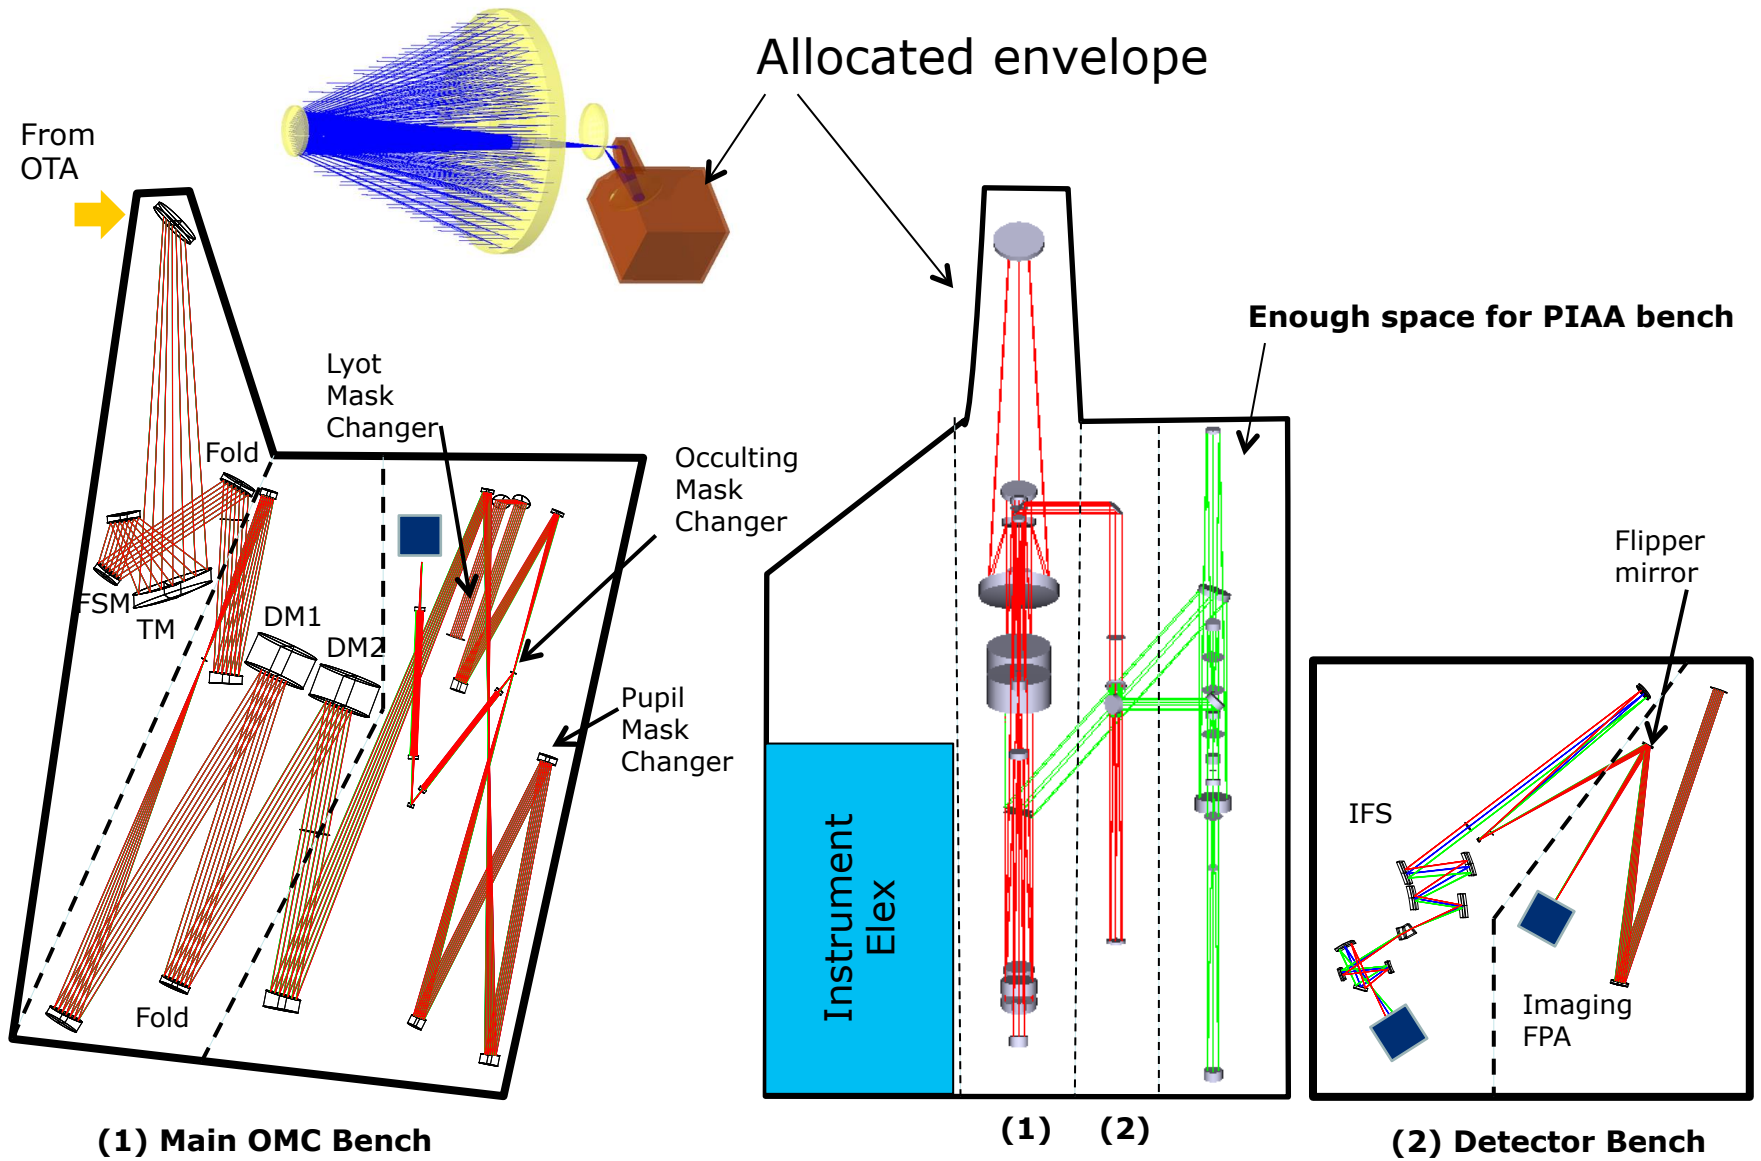 Allocated envelope
From
OTA
Enough space for PIAA bench
Lyot
Mask
Changer
Fold
Occulting
Mask
Changer
Flipper
mirror
FSM
TM
DM1
DM2
Pupil
Mask
Changer
IFS
Instrument
Elex
Imaging
FPA
Fold
(1) Main OMC Bench
(1)
(2)
(2) Detector Bench